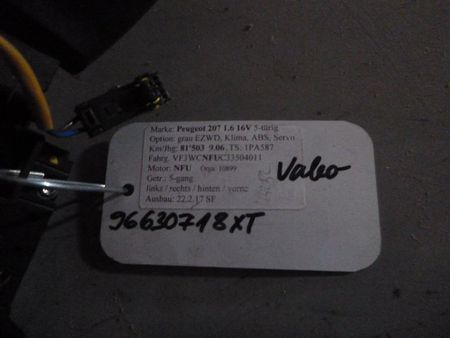 Marke: Peugeot 207 1.6 16V 5-türig
Option: grau EZWD, Klima, ABS, Servo
Km/Jhg: 81'503 9.06, TS: 1PA587
Fahrg. VF3WCNFUC33504011
Motor: NFU Orga: 10899
Getr.: 5-gang
links / rechts / hinten / vorne
Ausbau: 22.2.17 SF
Valeo
96630718XT